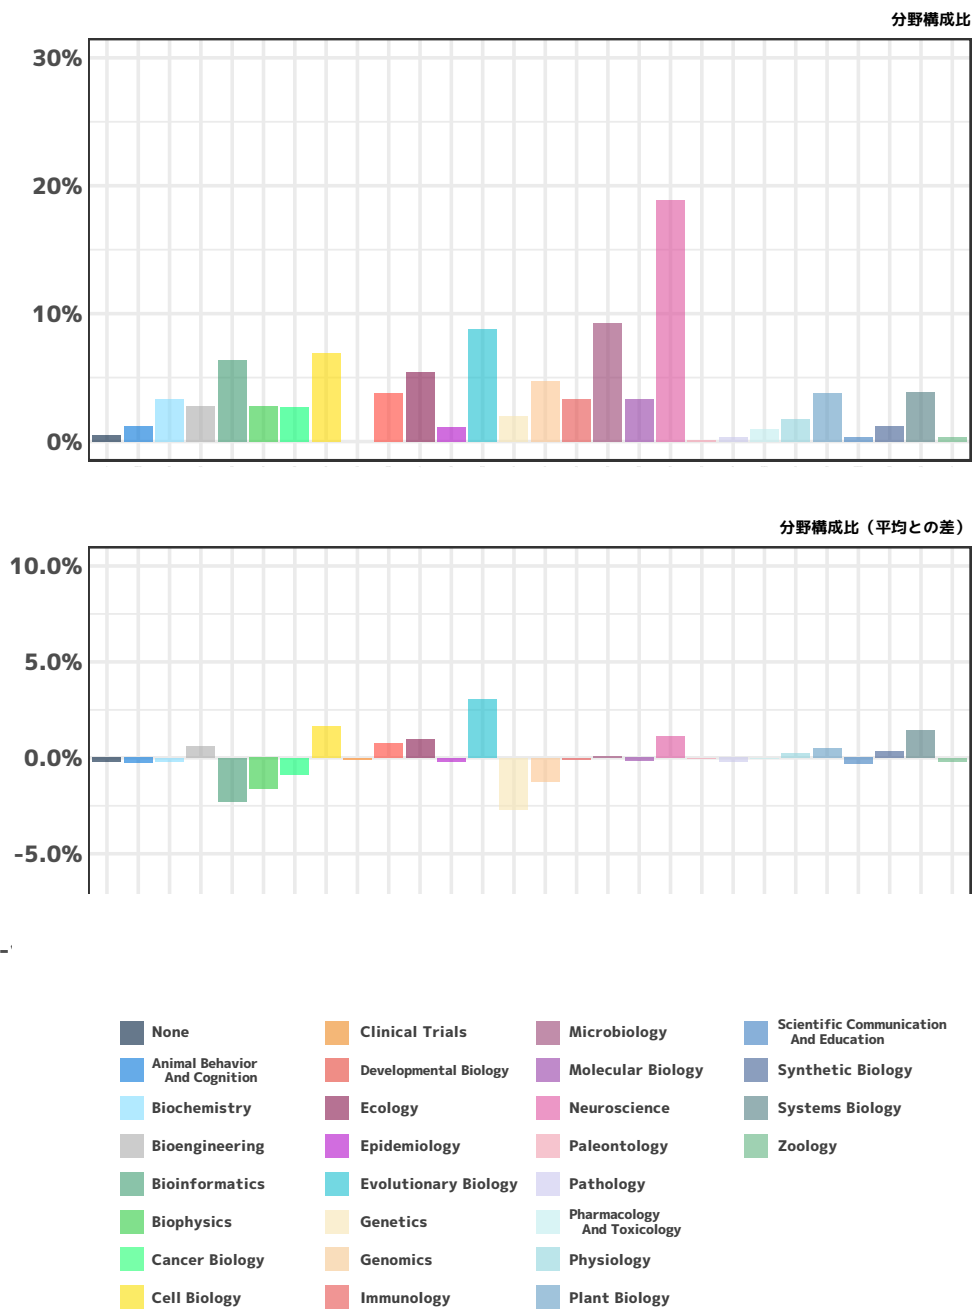 分野構成比
30%
20%
10%
0%
分野構成比（平均との差）
10.0%
5.0%
0.0%
-5.0%
None
Animal Behavior
And Cognition
Biochemistry
Bioengineering
Bioinformatics
Biophysics
Cancer Biology
Cell Biology
Clinical Trials
Developmental Biology
Ecology
Epidemiology
Evolutionary Biology
Genetics
Genomics
Immunology
Microbiology
Molecular Biology
Neuroscience
Paleontology
Pathology
Pharmacology
And Toxicology
Physiology
Plant Biology
Scientific Communication
And Education
Synthetic Biology
Systems Biology
Zoology